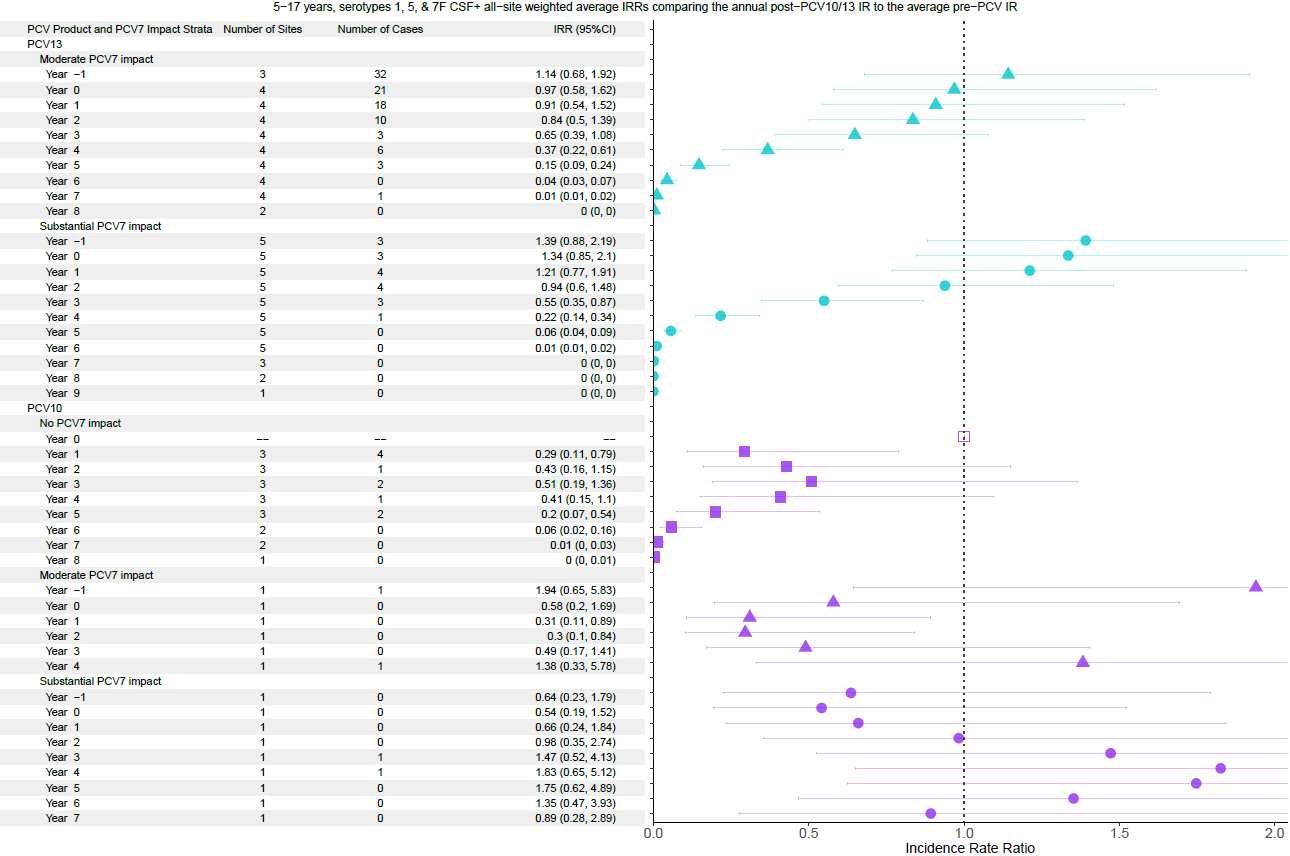 5−17 years, serotypes 1, 5, & 7F CSF+ all−site weighted average IRRs comparing the annual post−PCV10/13 IR to the average pre−PCV IR
PCV Product and PCV7 Impact Strata Number of Sites Number of Cases IRR (95%CI)
PCV13
Moderate PCV7 impact
Year −1 3 32 1.14 (0.68, 1.92)
Year 0 4 21 0.97 (0.58, 1.62)
Year 1 4 18 0.91 (0.54, 1.52)
Year 2 4 10 0.84 (0.5, 1.39)
Year 3 4 3 0.65 (0.39, 1.08)
Year 4 4 6 0.37 (0.22, 0.61)
Year 5 4 3 0.15 (0.09, 0.24)
Year 6 4 0 0.04 (0.03, 0.07)
Year 7 4 1 0.01 (0.01, 0.02)
Year 8 2 0 0 (0, 0)
Substantial PCV7 impact
Year −1 5 3 1.39 (0.88, 2.19)
Year 0 5 3 1.34 (0.85, 2.1)
Year 1 5 4 1.21 (0.77, 1.91)
Year 2 5 4 0.94 (0.6, 1.48)
Year 3 5 3 0.55 (0.35, 0.87)
Year 4 5 1 0.22 (0.14, 0.34)
Year 5 5 0 0.06 (0.04, 0.09)
Year 6 5 0 0.01 (0.01, 0.02)
Year 7 3 0 0 (0, 0)
Year 8 2 0 0 (0, 0)
Year 9 1 0 0 (0, 0)
PCV10
No PCV7 impact
Year 0 −− −− −−
Year 1 3 4 0.29 (0.11, 0.79)
Year 2 3 1 0.43 (0.16, 1.15)
Year 3 3 2 0.51 (0.19, 1.36)
Year 4 3 1 0.41 (0.15, 1.1)
Year 5 3 2 0.2 (0.07, 0.54)
Year 6 2 0 0.06 (0.02, 0.16)
Year 7 2 0 0.01 (0, 0.03)
Year 8 1 0 0 (0, 0.01)
Moderate PCV7 impact
Year −1 1 1 1.94 (0.65, 5.83)
Year 0 1 0 0.58 (0.2, 1.69)
Year 1 1 0 0.31 (0.11, 0.89)
Year 2 1 0 0.3 (0.1, 0.84)
Year 3 1 0 0.49 (0.17, 1.41)
Year 4 1 1 1.38 (0.33, 5.78)
Substantial PCV7 impact
Year −1 1 0 0.64 (0.23, 1.79)
Year 0 1 0 0.54 (0.19, 1.52)
Year 1 1 0 0.66 (0.24, 1.84)
Year 2 1 0 0.98 (0.35, 2.74)
Year 3 1 1 1.47 (0.52, 4.13)
Year 4 1 1 1.83 (0.65, 5.12)
Year 5 1 0 1.75 (0.62, 4.89)
Year 6 1 0 1.35 (0.47, 3.93)
Year 7 1 0 0.89 (0.28, 2.89)
0.0 0.5 1.0 1.5 2.0
Incidence Rate Ratio